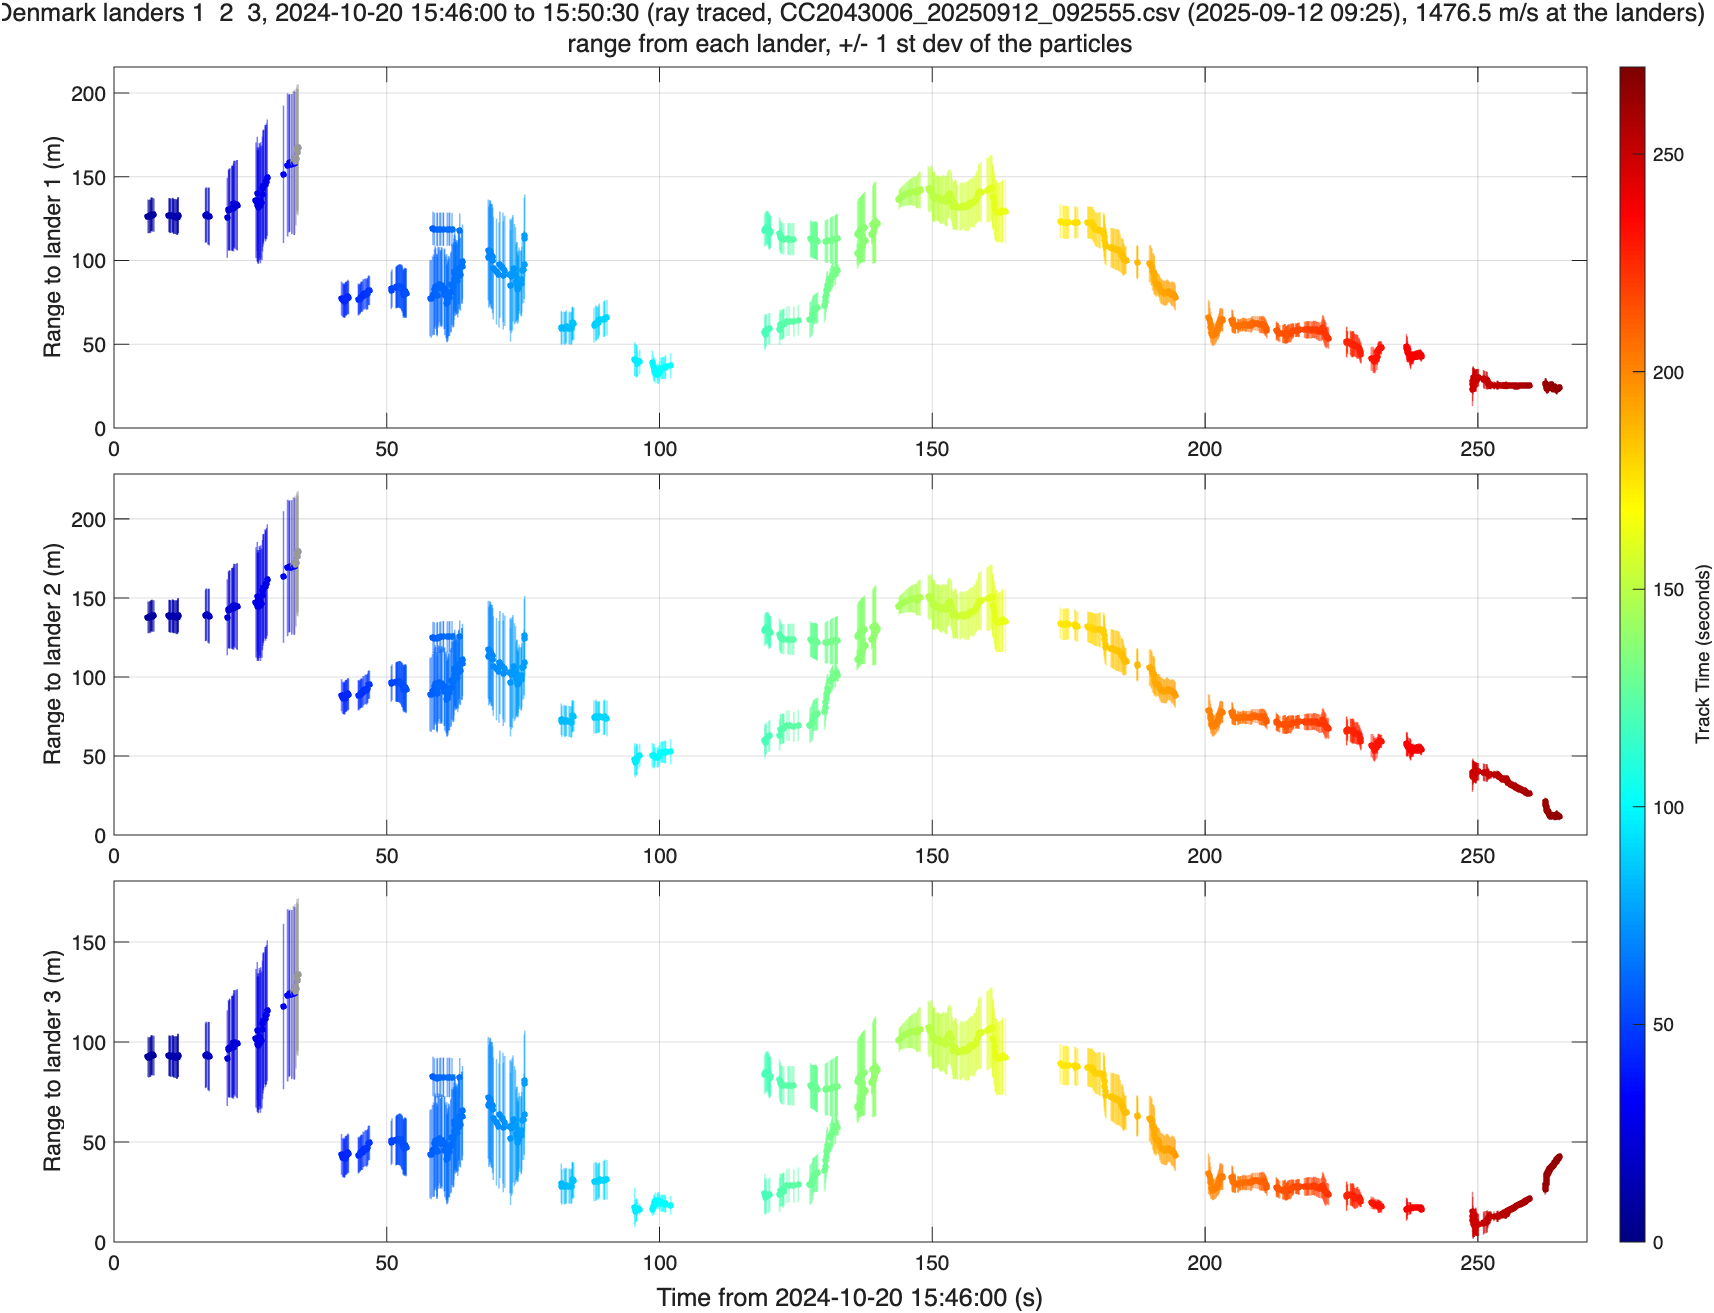 Denmark landers 1 2 3, 2024-10-20 15:46:00 to 15:50:30 (ray traced, CC2043006_20250912_092555.csv (2025-09-12 09:25), 1476.5 m/s at the landers)
range from each lander, +/- 1 st dev of the particles
Range to lander 1 (m)
200
150
100
50
0
0 50 100 150 200 250
Range to lander 2 (m)
200
150
100
50
0
0 50 100 150 200 250
Range to lander 3 (m)
150
100
50
0
0 50 100 150 200 250
Time from 2024-10-20 15:46:00 (s)
250
200
150
100
50
0
Track Time (seconds)